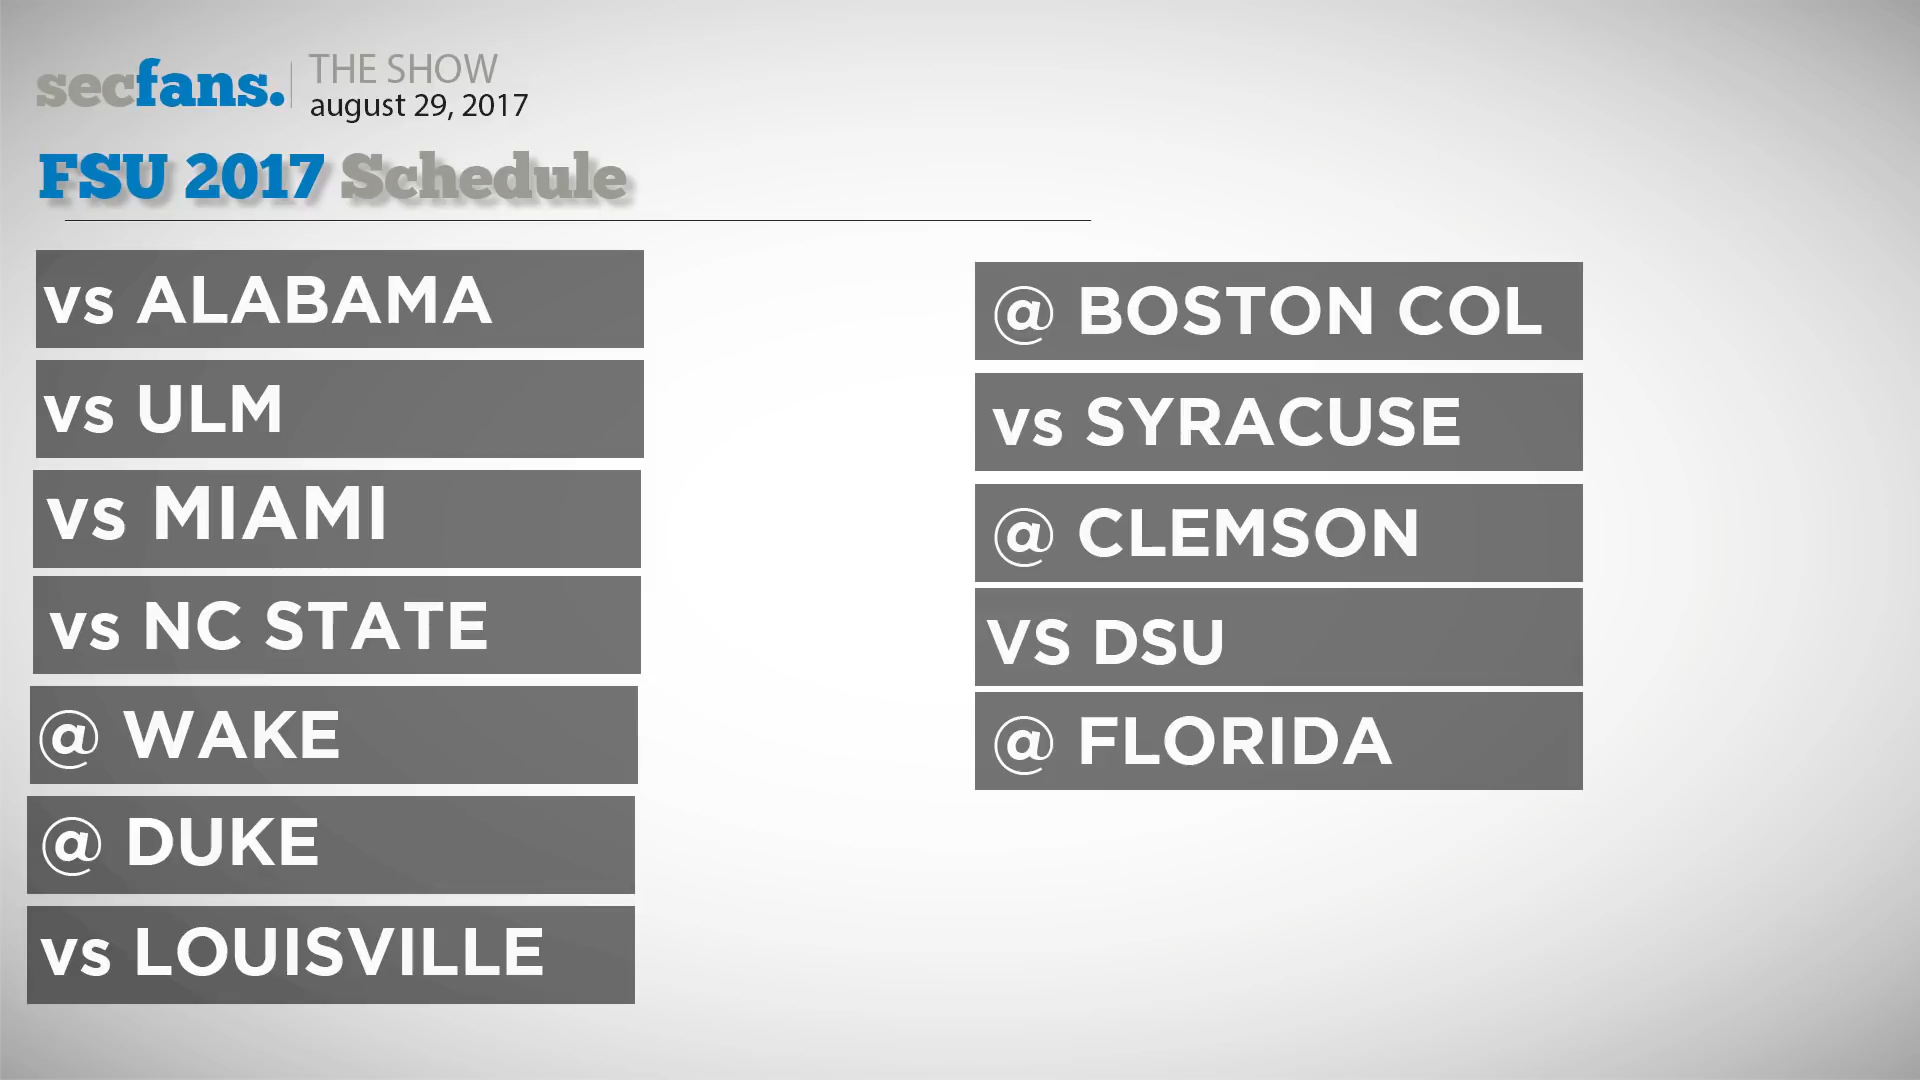 secfans.
THE SHOW
august 29, 2017
FSU 2017 Schedule
vs ALABAMA
vs ULM
vs MIAMI
vs NC STATE
@ WAKE
@ DUKE
vs LOUISVILLE
@ BOSTON COL
vs SYRACUSE
@ CLEMSON
VS DSU
@ FLORIDA